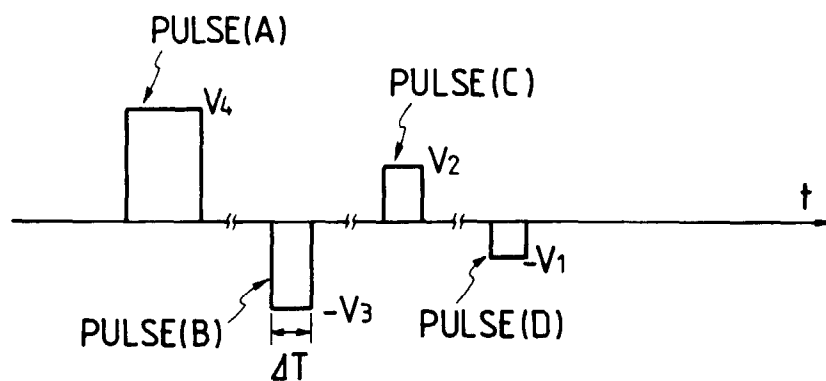 PULSE(A)
V4
PULSE(C)
V2
t
-V3
-V1
PULSE(B)
PULSE(D)
ΔT